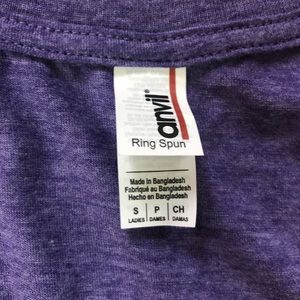 anvil®
Ring Spun
Made in Bangladesh
Fabriqué au Bangladesh
Hecho en Bangladesh
S P CH
LADIES DAMES DAMAS